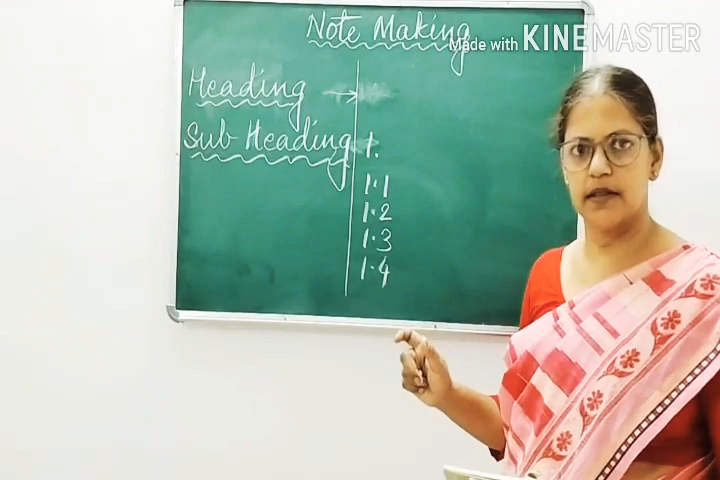 Note Making
Made with KINEMASTER
Heading →
Sub Heading 1.
1.1
1.2
1.3
1.4